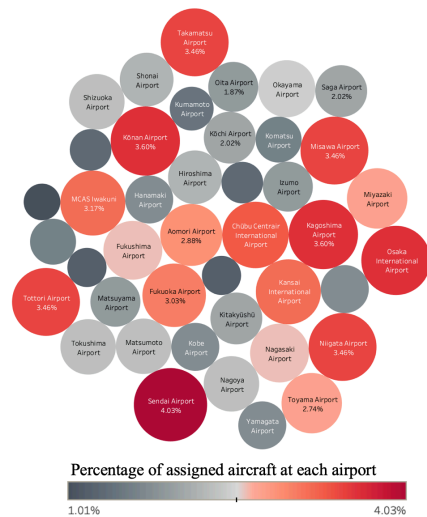 Takamatsu
Airport
3.46%
Shonai
Airport
Oita Airport
1.87%
Okayama
Airport
Saga Airport
2.02%
Shizuoka
Airport
Kumamoto
Airport
Kōnan Airport
3.60%
Kōchi Airport
2.02%
Komatsu
Airport
Misawa Airport
3.46%
Hiroshima
Airport
Izumo
Airport
MCAS Iwakuni
3.17%
Hanamaki
Airport
Miyazaki
Airport
Fukushima
Airport
Aomori Airport
2.88%
Chūbu Centrair
International
Airport
Kagoshima
Airport
3.60%
Osaka
International
Airport
Tottori Airport
3.46%
Matsuyama
Airport
Fukuoka Airport
3.03%
Kansai
International
Airport
Kitakyūshū
Airport
Tokushima
Airport
Matsumoto
Airport
Kobe
Airport
Nagasaki
Airport
Niigata Airport
3.46%
Nagoya
Airport
Sendai Airport
4.03%
Toyama Airport
2.74%
Yamagata
Airport
Percentage of assigned aircraft at each airport
1.01%
4.03%